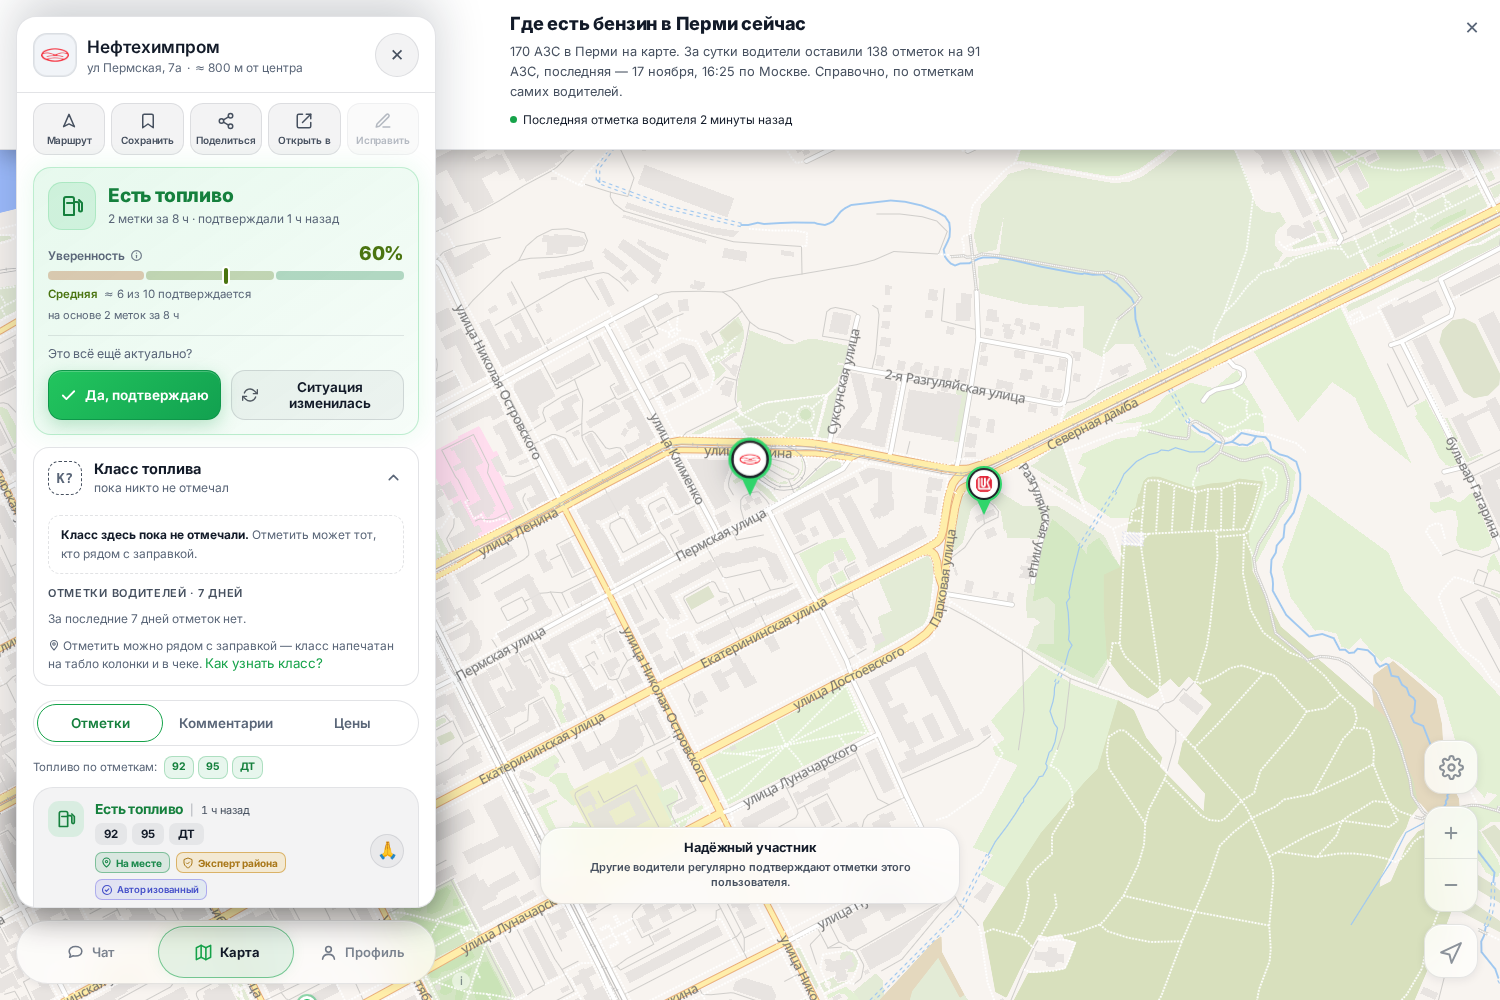 Нефтехимпром
ул Пермская, 7а · ≈ 800 м от центра
Маршрут
Сохранить
Поделиться
Открыть в
Исправить
Есть топливо
2 метки за 8 ч · подтверждали 1 ч назад
Уверенность
60%
Средняя ≈ 6 из 10 подтверждается
на основе 2 меток за 8 ч
Это всё ещё актуально?
Да, подтверждаю
Ситуация
изменилась
К?
Класс топлива
пока никто не отмечал
Класс здесь пока не отмечали. Отметить может тот,
кто рядом с заправкой.
ОТМЕТКИ ВОДИТЕЛЕЙ · 7 ДНЕЙ
За последние 7 дней отметок нет.
Отметить можно рядом с заправкой — класс напечатан
на табло колонки и в чеке. Как узнать класс?
Отметки
Комментарии
Цены
Топливо по отметкам: 92 95 ДТ
Есть топливо | 1 ч назад
92 95 ДТ
На месте
Эксперт района
Авторизованный
Чат
Карта
Профиль
Где есть бензин в Перми сейчас
170 АЗС в Перми на карте. За сутки водители оставили 138 отметок на 91
АЗС, последняя — 17 ноября, 16:25 по Москве. Справочно, по отметкам
самих водителей.
Последняя отметка водителя 2 минуты назад
улица Николая Островского
улица Клименко
Суксунская улица
2-я Разгуляйская улица
Северная дамба
Разгуляйская улица
бульвар Гагарина
улица Ленина
Пермская улица
Парковая улица
Пермская улица
Екатерининская улица
улица Николая Островского
улица Достоевского
Екатерининская улица
улица Луначарского
улица Луначарск
улица Николая Островского
Надёжный участник
Другие водители регулярно подтверждают отметки этого
пользователя.